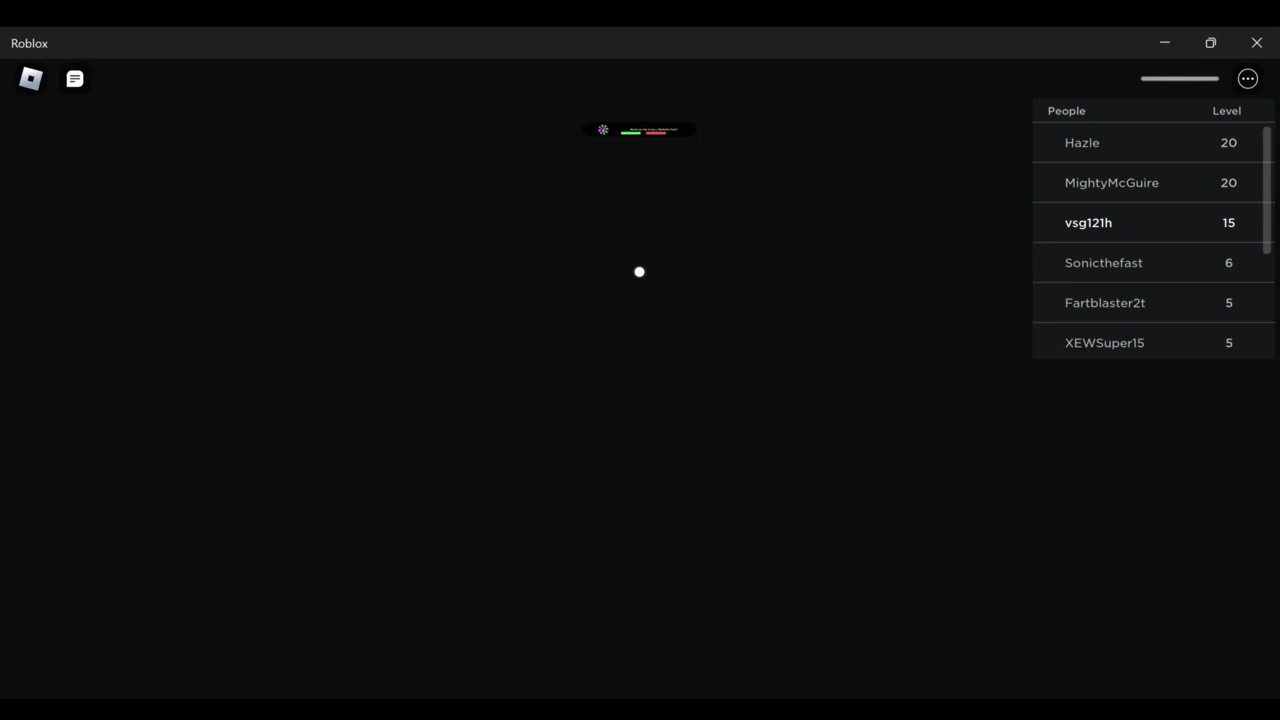 Roblox
People Level
Hazle 20
MightyMcGuire 20
vsg121h 15
Sonicthefast 6
Fartblaster2t 5
XEWSuper15 5